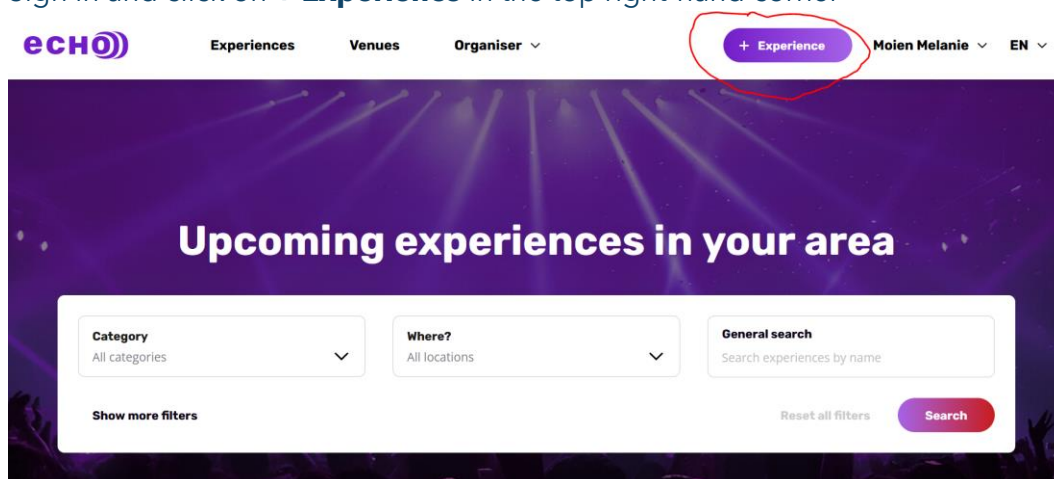 Sign in and click on + Experience in the top right hand corner
ecHO Experiences Venues Organiser + Experience Moien Melanie EN
Upcoming experiences in your area
Category Where? General search
All categories All locations Search experiences by name
Show more filters Reset all filters Search